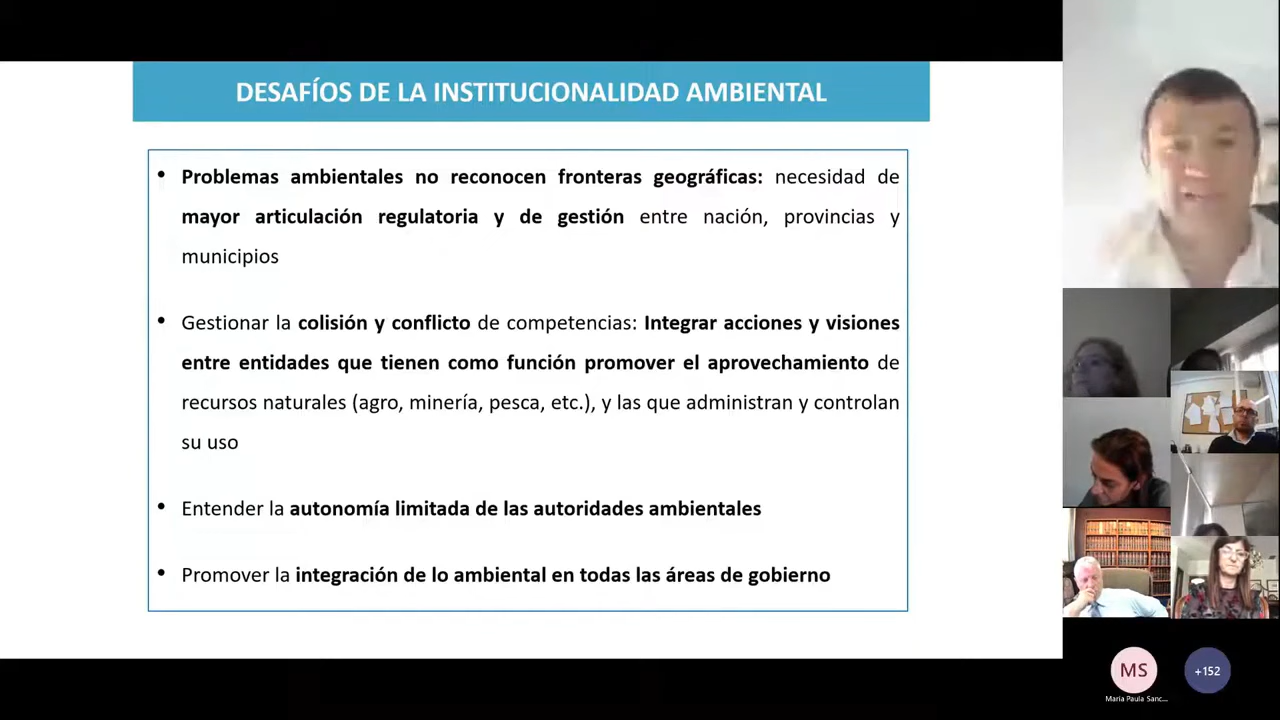 DESAFÍOS DE LA INSTITUCIONALIDAD AMBIENTAL
• Problemas ambientales no reconocen fronteras geográficas: necesidad de
mayor articulación regulatoria y de gestión entre nación, provincias y
municipios
• Gestionar la colisión y conflicto de competencias: Integrar acciones y visiones
entre entidades que tienen como función promover el aprovechamiento de
recursos naturales (agro, minería, pesca, etc.), y las que administran y controlan
su uso
• Entender la autonomía limitada de las autoridades ambientales
• Promover la integración de lo ambiental en todas las áreas de gobierno
MS
+152
Maria Paula Sanc...